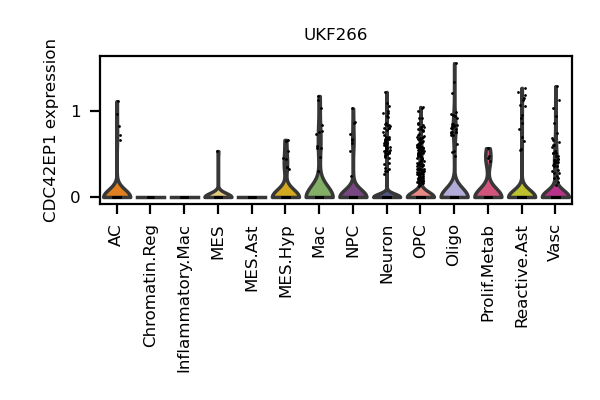 UKF266
CDC42EP1 expression
1
0
AC
Chromatin.Reg
Inflammatory.Mac
MES
MES.Ast
MES.Hyp
Mac
NPC
Neuron
OPC
Oligo
Prolif.Metab
Reactive.Ast
Vasc